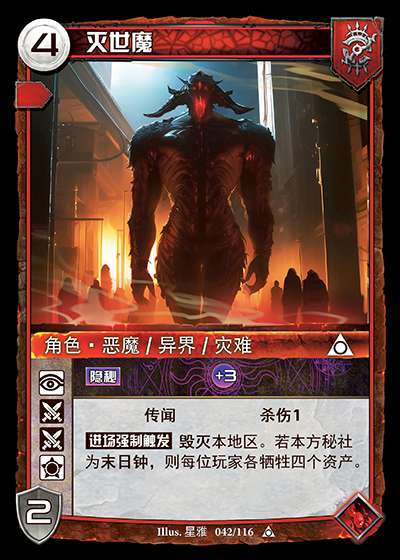 4 灭世魔
角色·恶魔/异界/灾难
隐秘 +3
传闻 杀伤1
进场强制触发 毁灭本地区。若本方秘社
为末日钟，则每位玩家各牺牲四个资产。
2
Illus. 星雅 042/116